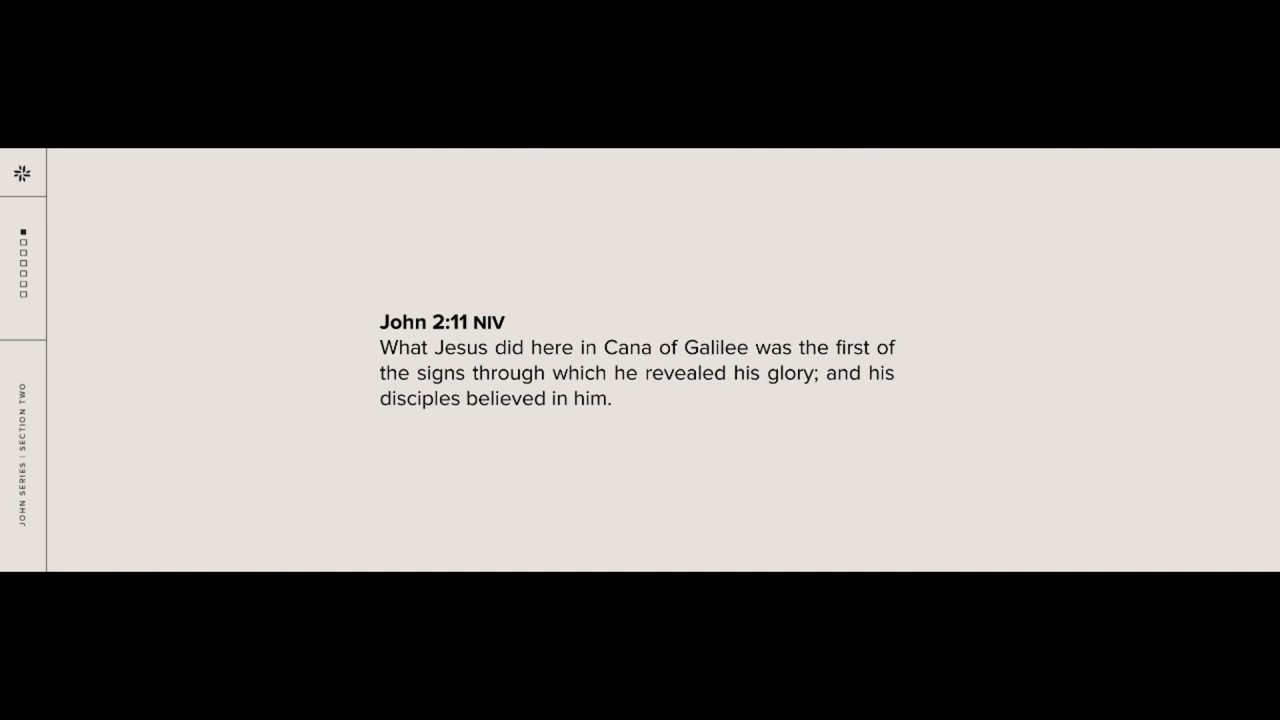 John 2:11 NIV
What Jesus did here in Cana of Galilee was the first of
the signs through which he revealed his glory; and his
disciples believed in him.
JOHN SERIES | SECTION TWO